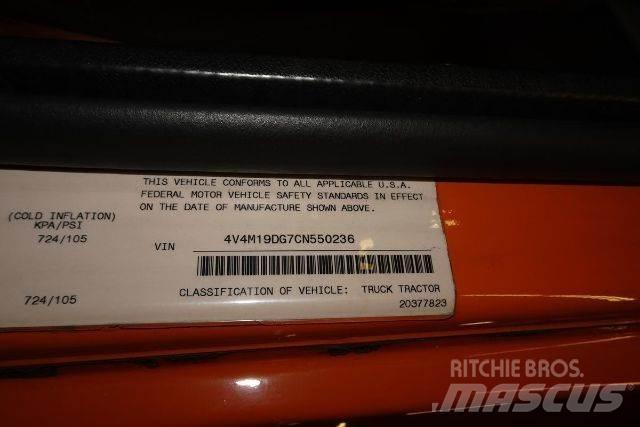 THIS VEHICLE CONFORMS TO ALL APPLICABLE U.S.A.
FEDERAL MOTOR VEHICLE SAFETY STANDARDS IN EFFECT
ON THE DATE OF MANUFACTURE SHOWN ABOVE.
(COLD INFLATION)
KPA/PSI
724/105
VIN 4V4M19DG7CN550236
CLASSIFICATION OF VEHICLE: TRUCK TRACTOR
724/105
20377823
RITCHIE BROS.
MASCUS